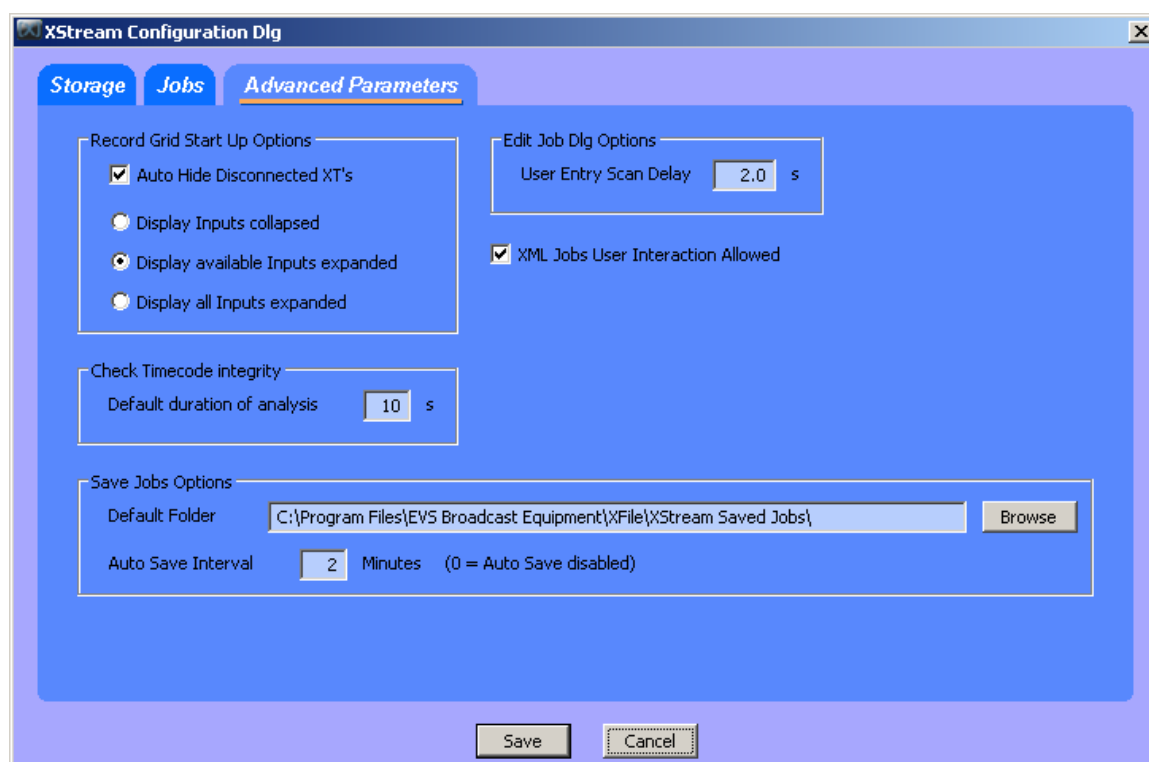 XStream Configuration Dlg
Storage
Jobs
Advanced Parameters
Record Grid Start Up Options
Auto Hide Disconnected XT's
Display Inputs collapsed
Display available Inputs expanded
Display all Inputs expanded
Edit Job Dlg Options
User Entry Scan Delay 2.0 s
XML Jobs User Interaction Allowed
Check Timecode integrity
Default duration of analysis 10 s
Save Jobs Options
Default Folder C:\Program Files\EVS Broadcast Equipment\XFile\XStream Saved Jobs\ Browse
Auto Save Interval 2 Minutes (0 = Auto Save disabled)
Save Cancel